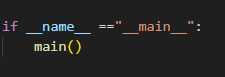 if __name__ =="__main__":
    main()